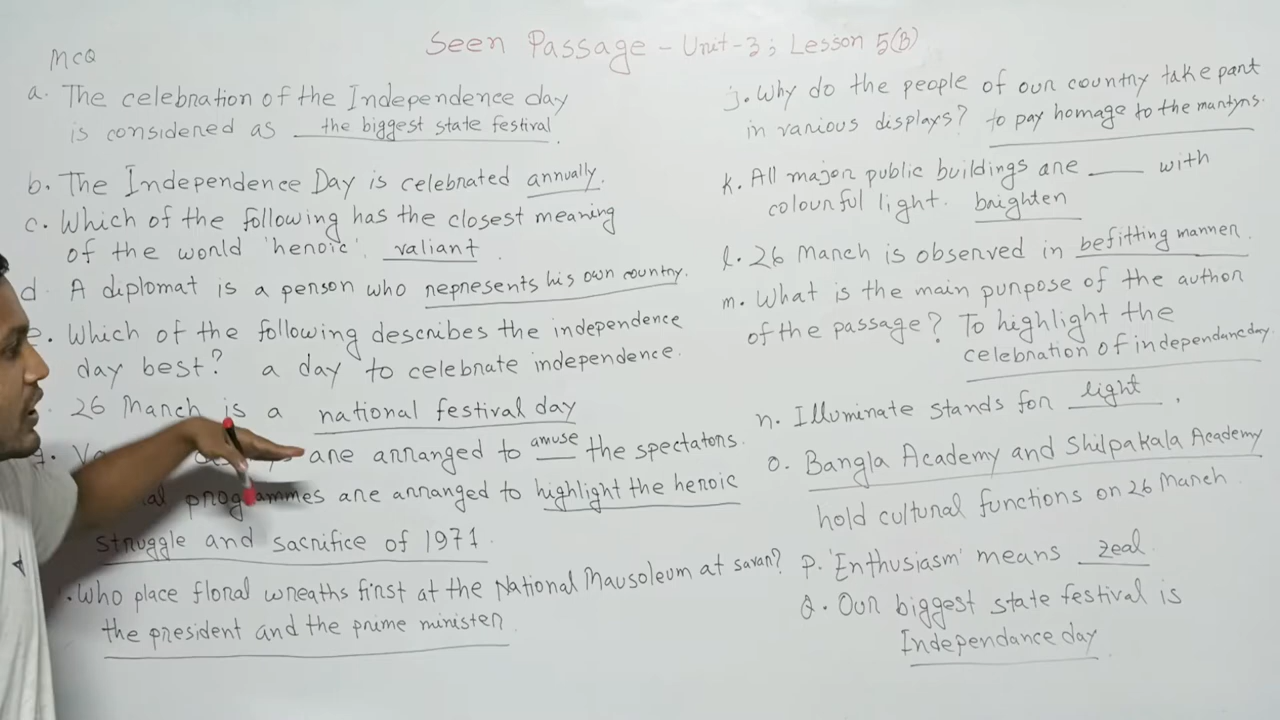 Seen Passage - Unit-3; Lesson 5(B)
MCQ
a. The celebration of the Independence day
is considered as the biggest state festival.
b. The Independence Day is celebrated annually.
c. Which of the following has the closest meaning
of the world 'heroic'. valiant.
d A diplomat is a person who represents his own country.
e. Which of the following describes the independence
day best? a day to celebrate independence.
26 March is a national festival day
g. are arranged to amuse the spectators.
programmes are arranged to highlight the heroic
struggle and sacrifice of 1971.
. Who place floral wreaths first at the National Mausoleum at savar?
the president and the prime minister.
j. Why do the people of our country take part
in various displays? to pay homage to the martyrs.
k. All major public buildings are ____ with
colourful light. brighten
l. 26 March is observed in befitting manner.
m. What is the main purpose of the author
of the passage? To highlight the
celebration of independance day.
n. Illuminate stands for light.
o. Bangla Academy and Shilpakala Academy
hold cultural functions on 26 March.
p. 'Enthusiasm' means zeal.
Q. Our biggest state festival is
Independance day.